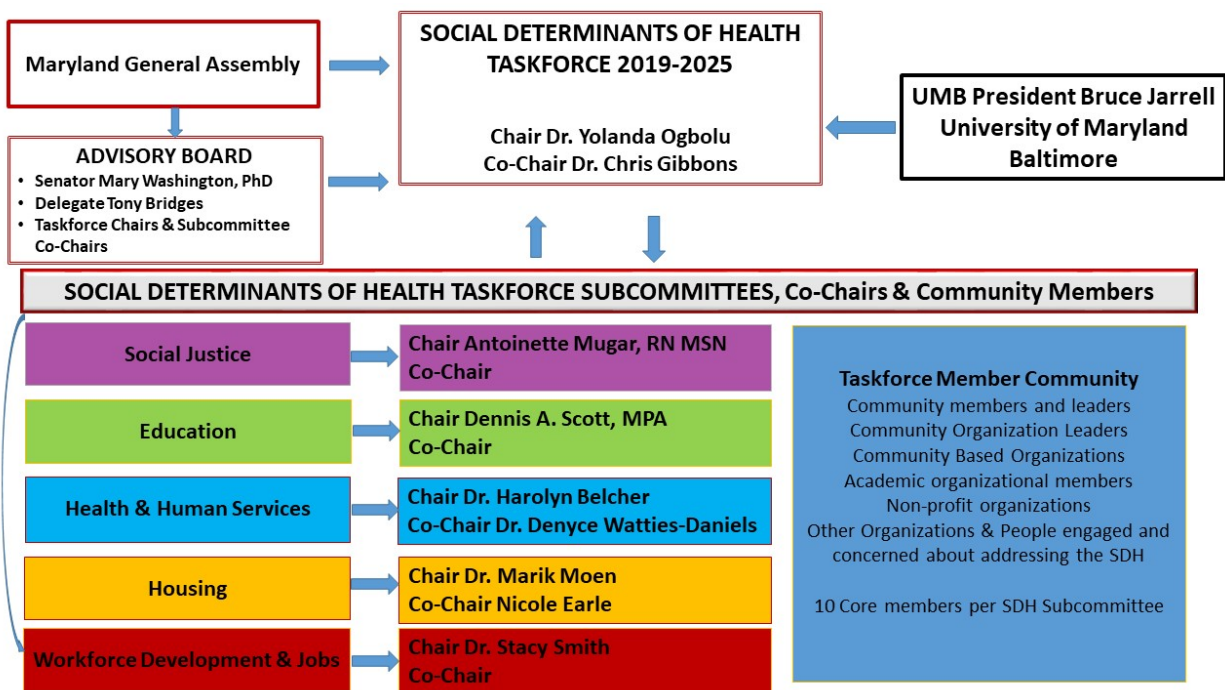 Maryland General Assembly
SOCIAL DETERMINANTS OF HEALTH
TASKFORCE 2019-2025
Chair Dr. Yolanda Ogbolu
Co-Chair Dr. Chris Gibbons
UMB President Bruce Jarrell
University of Maryland
Baltimore
ADVISORY BOARD
• Senator Mary Washington, PhD
• Delegate Tony Bridges
• Taskforce Chairs & Subcommittee
Co-Chairs
SOCIAL DETERMINANTS OF HEALTH TASKFORCE SUBCOMMITTEES, Co-Chairs & Community Members
Social Justice
Chair Antoinette Mugar, RN MSN
Co-Chair
Education
Chair Dennis A. Scott, MPA
Co-Chair
Health & Human Services
Chair Dr. Harolyn Belcher
Co-Chair Dr. Denyce Watties-Daniels
Housing
Chair Dr. Marik Moen
Co-Chair Nicole Earle
Workforce Development & Jobs
Chair Dr. Stacy Smith
Co-Chair
Taskforce Member Community
Community members and leaders
Community Organization Leaders
Community Based Organizations
Academic organizational members
Non-profit organizations
Other Organizations & People engaged and
concerned about addressing the SDH
10 Core members per SDH Subcommittee